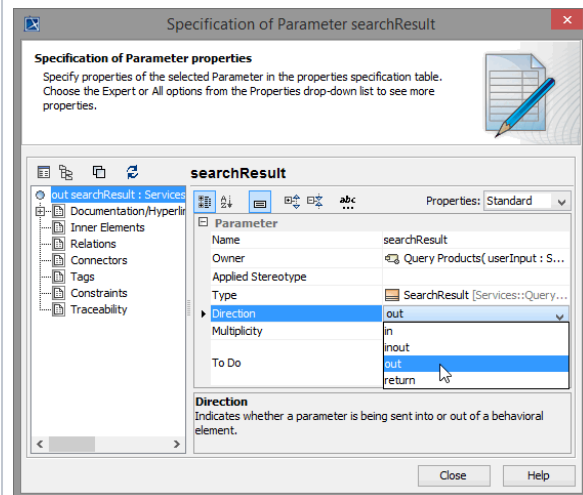 Specification of Parameter searchResult
Specification of Parameter properties
Specify properties of the selected Parameter in the properties specification table.
Choose the Expert or All options from the Properties drop-down list to see more
properties.
searchResult
out searchResult : Services
Documentation/Hyperlin
Inner Elements
Relations
Connectors
Tags
Constraints
Traceability
Properties: Standard
Parameter
Name searchResult
Owner Query Products( userInput : S...
Applied Stereotype
Type SearchResult [Services::Query...
Direction out
Multiplicity in
inout
To Do out
return
Direction
Indicates whether a parameter is being sent into or out of a behavioral
element.
Close Help